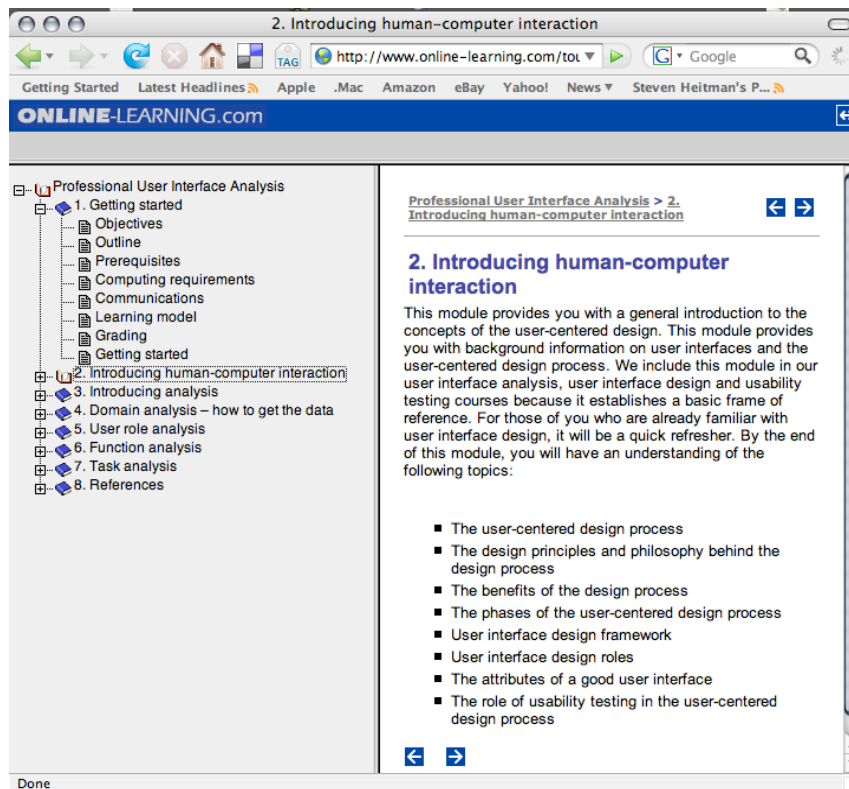 2. Introducing human-computer interaction
TAG
http://www.online-learning.com/tou
G
Google
Getting Started Latest Headlines Apple .Mac Amazon eBay Yahoo! News Steven Heitman's P...
ONLINE-LEARNING.com
Professional User Interface Analysis
1. Getting started
Objectives
Outline
Prerequisites
Computing requirements
Communications
Learning model
Grading
Getting started
2. Introducing human-computer interaction
3. Introducing analysis
4. Domain analysis – how to get the data
5. User role analysis
6. Function analysis
7. Task analysis
8. References
Professional User Interface Analysis > 2.
Introducing human-computer interaction
2. Introducing human-computer
interaction
This module provides you with a general introduction to the
concepts of the user-centered design. This module provides
you with background information on user interfaces and the
user-centered design process. We include this module in our
user interface analysis, user interface design and usability
testing courses because it establishes a basic frame of
reference. For those of you who are already familiar with
user interface design, it will be a quick refresher. By the end
of this module, you will have an understanding of the
following topics:
The user-centered design process
The design principles and philosophy behind the
design process
The benefits of the design process
The phases of the user-centered design process
User interface design framework
User interface design roles
The attributes of a good user interface
The role of usability testing in the user-centered
design process
Done